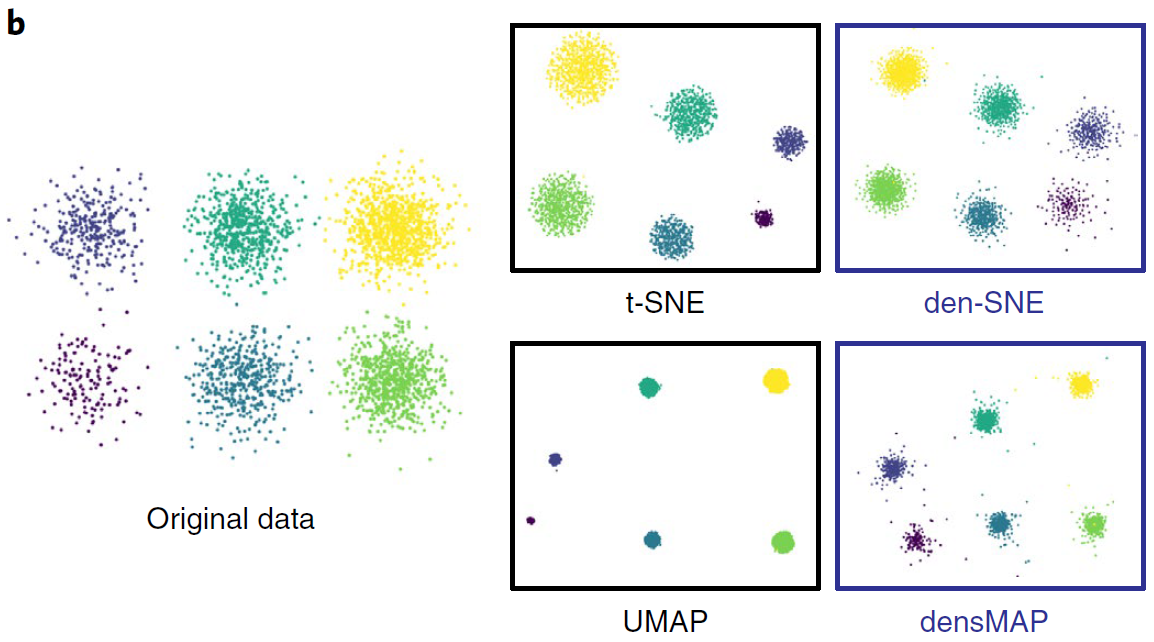 b
Original data
t-SNE
den-SNE
UMAP
densMAP